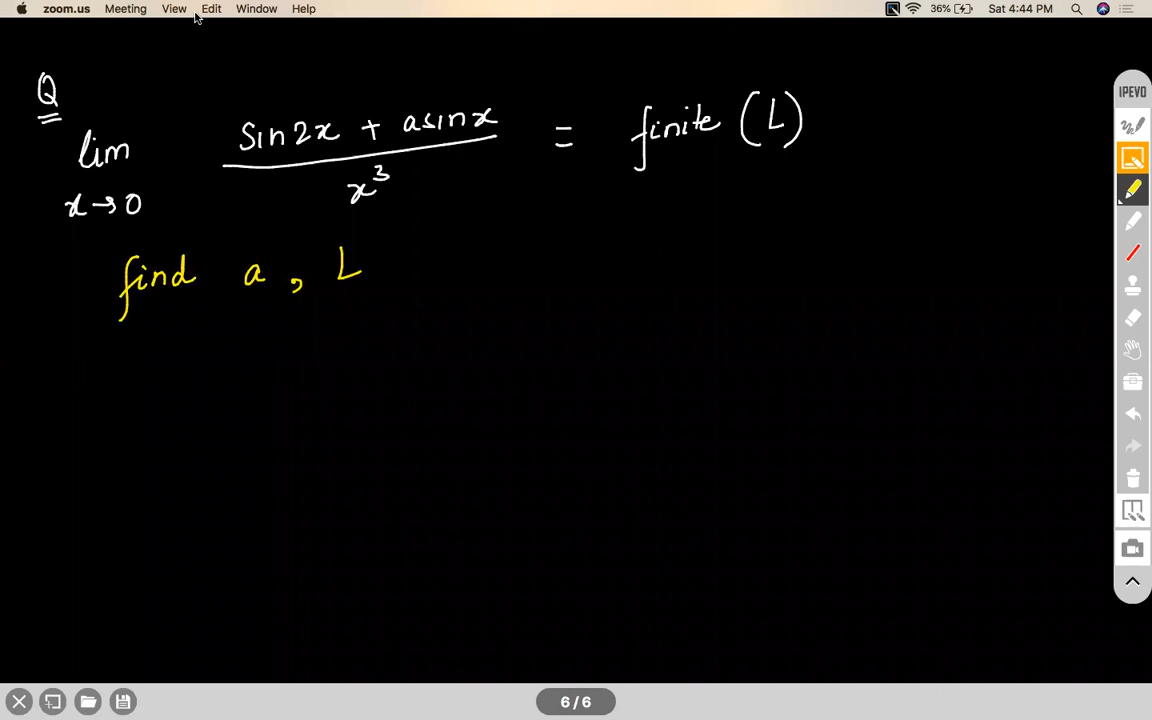 zoom.us Meeting View Edit Window Help 36% Sat 4:44 PM
IPEVO
Q
lim x→0 (sin2x + asinx)/x³ = finite (L)
find a, L
6/6